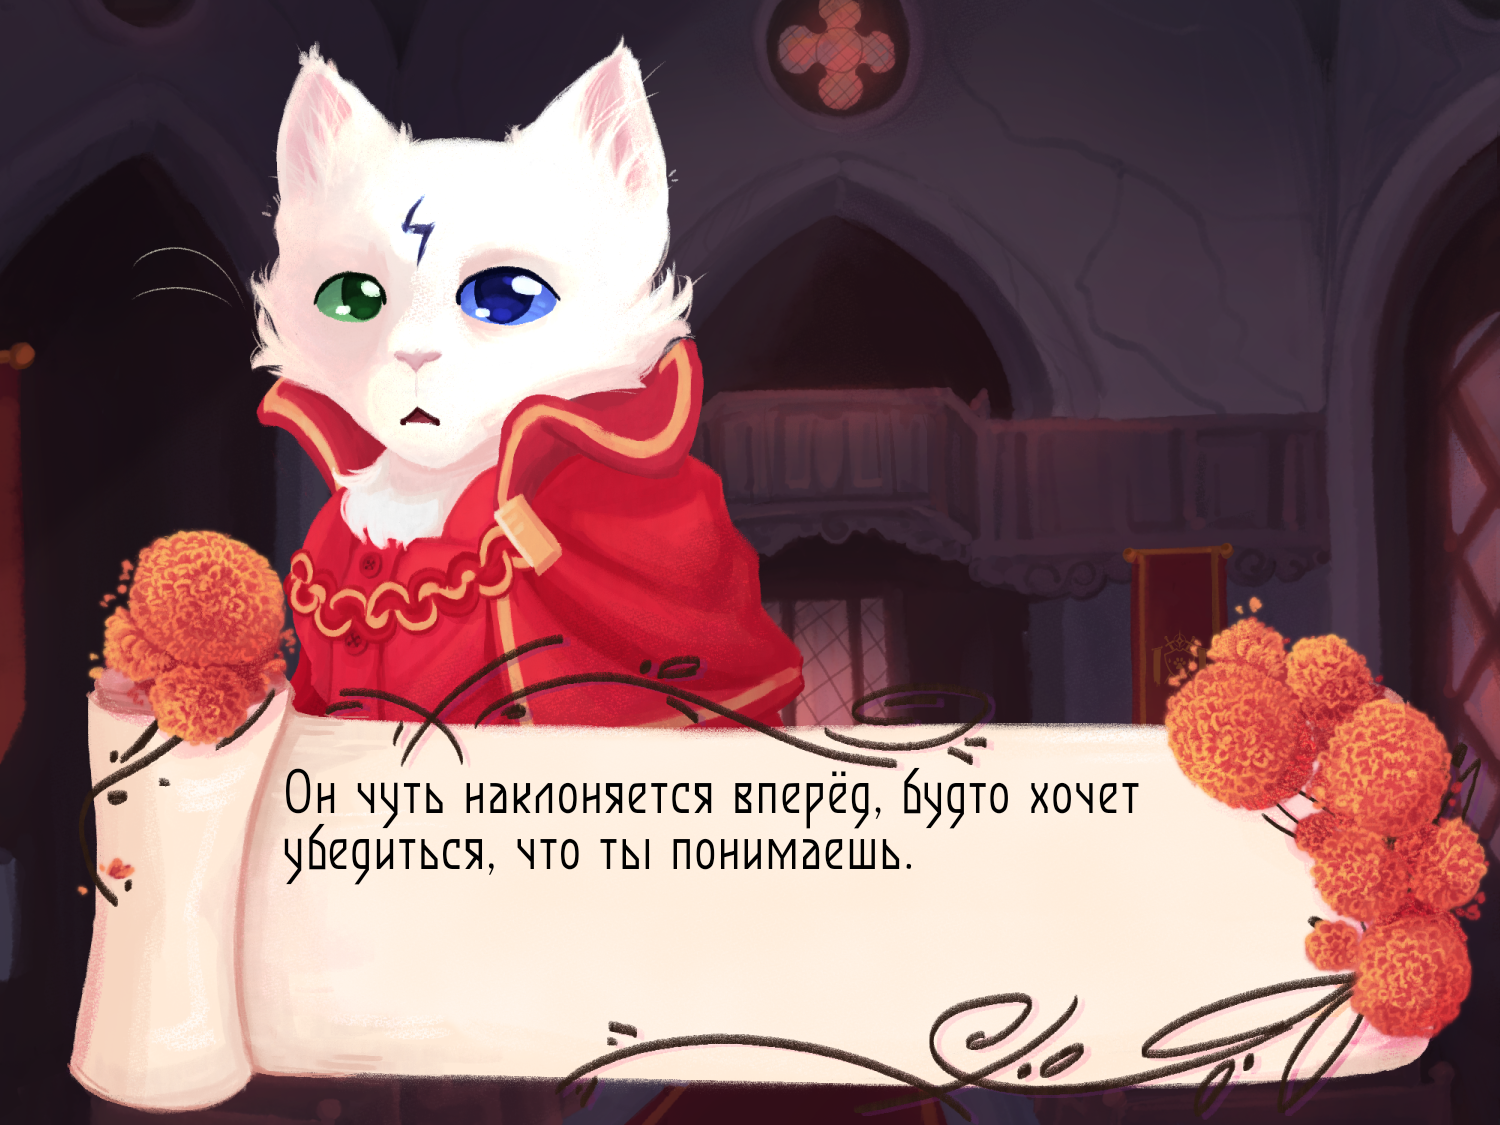 Он чуть наклоняется вперёд, будто хочет
убедиться, что ты понимаешь.